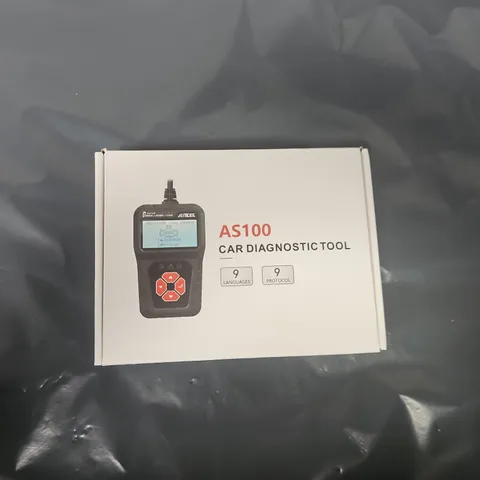 AS100
CAR DIAGNOSTIC TOOL
9
LANGUAGES
9
PROTOCOL